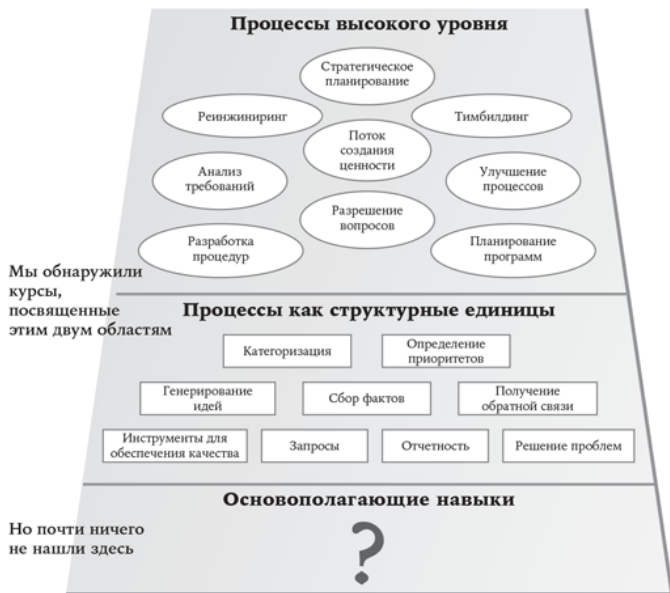 Процессы высокого уровня
Стратегическое
планирование
Реинжиниринг
Тимбилдинг
Поток
создания
ценности
Анализ
требований
Улучшение
процессов
Разрешение
вопросов
Разработка
процедур
Планирование
программ
Мы обнаружили
курсы,
посвященные
этим двум областям
Процессы как структурные единицы
Категоризация
Определение
приоритетов
Генерирование
идей
Сбор фактов
Получение
обратной связи
Инструменты для
обеспечения качества
Запросы
Отчетность
Решение проблем
Основополагающие навыки
Но почти ничего
не нашли здесь
?